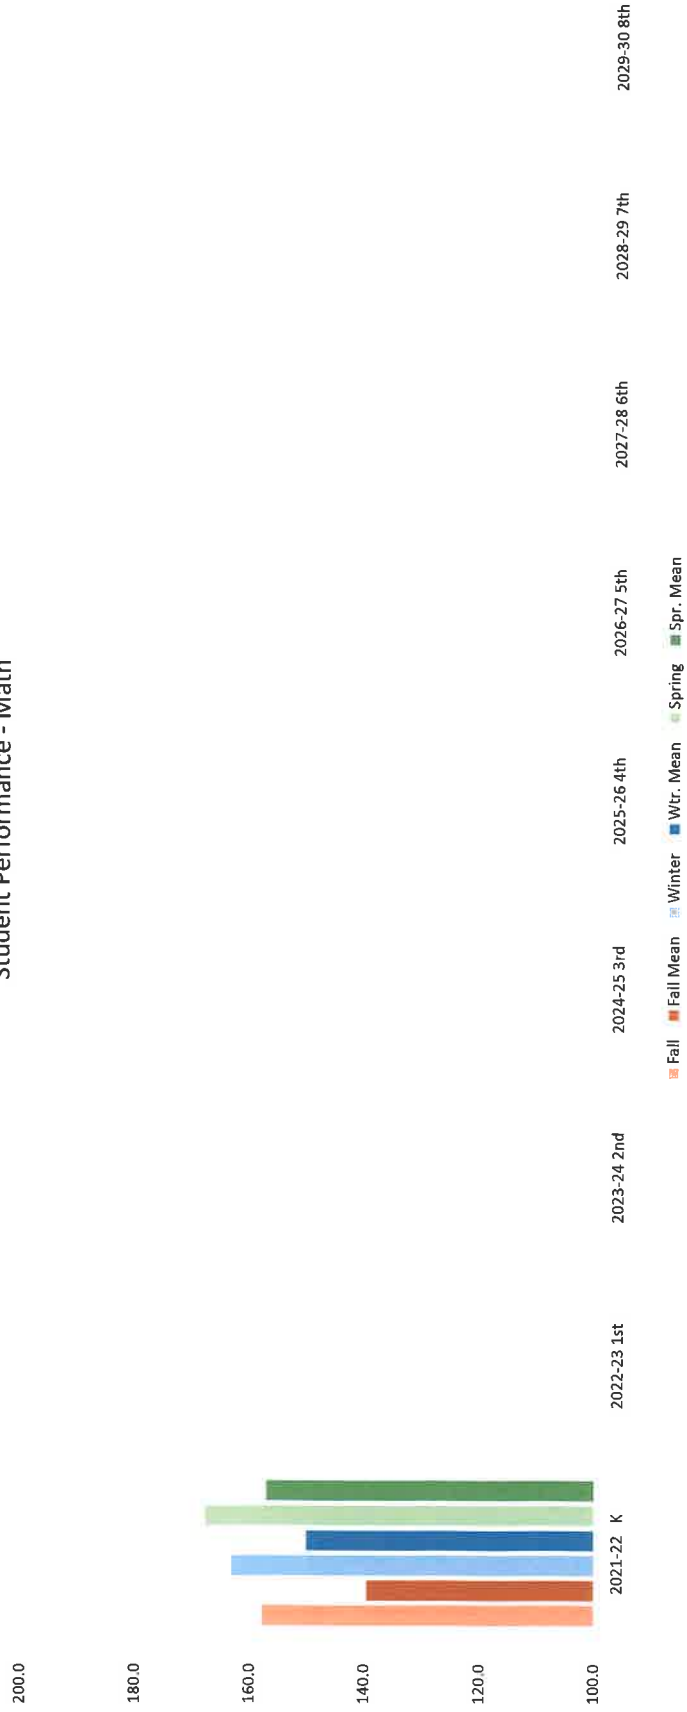 Student Performance - Math
200.0
180.0
160.0
140.0
120.0
100.0
2021-22 K
2022-23 1st
2023-24 2nd
2024-25 3rd
2025-26 4th
2026-27 5th
2027-28 6th
2028-29 7th
2029-30 8th
Fall Fall Mean Winter Wtr. Mean Spring Spr. Mean